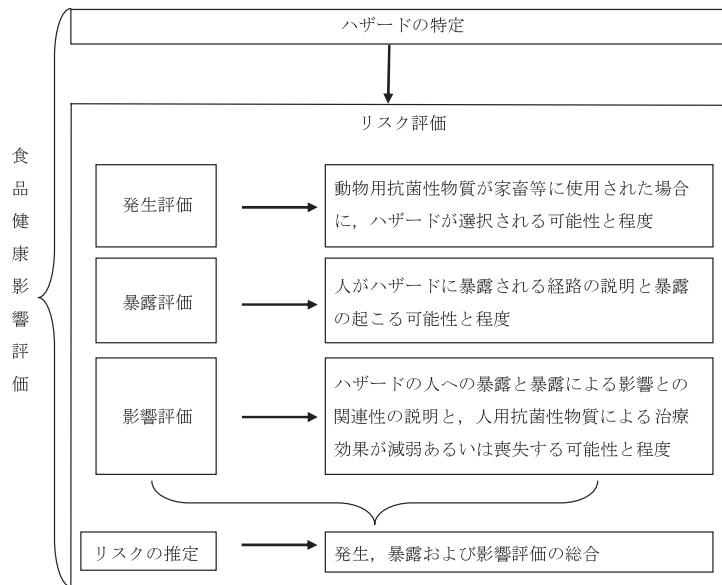 ハザードの特定
食品健康影響評価
リスク評価
発生評価
動物用抗菌性物質が家畜等に使用された場合
に，ハザードが選択される可能性と程度
暴露評価
人がハザードに暴露される経路の説明と暴露
の起こる可能性と程度
影響評価
ハザードの人への暴露と暴露による影響との
関連性の説明と，人用抗菌性物質による治療
効果が減弱あるいは喪失する可能性と程度
リスクの推定
発生，暴露および影響評価の総合